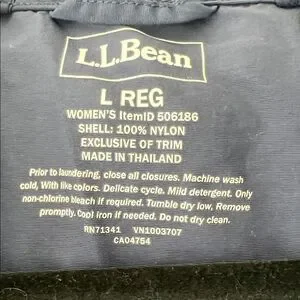 L.L.Bean
L REG
WOMEN'S ItemID 506186
SHELL: 100% NYLON
EXCLUSIVE OF TRIM
MADE IN THAILAND
Prior to laundering, close all closures. Machine wash
cold, With like colors. Delicate cycle. Mild detergent. Only
non-chlorine bleach if required. Tumble dry low, Remove
promptly. Cool iron if needed. Do not dry clean.
RN71341 VN1003707
CA04754